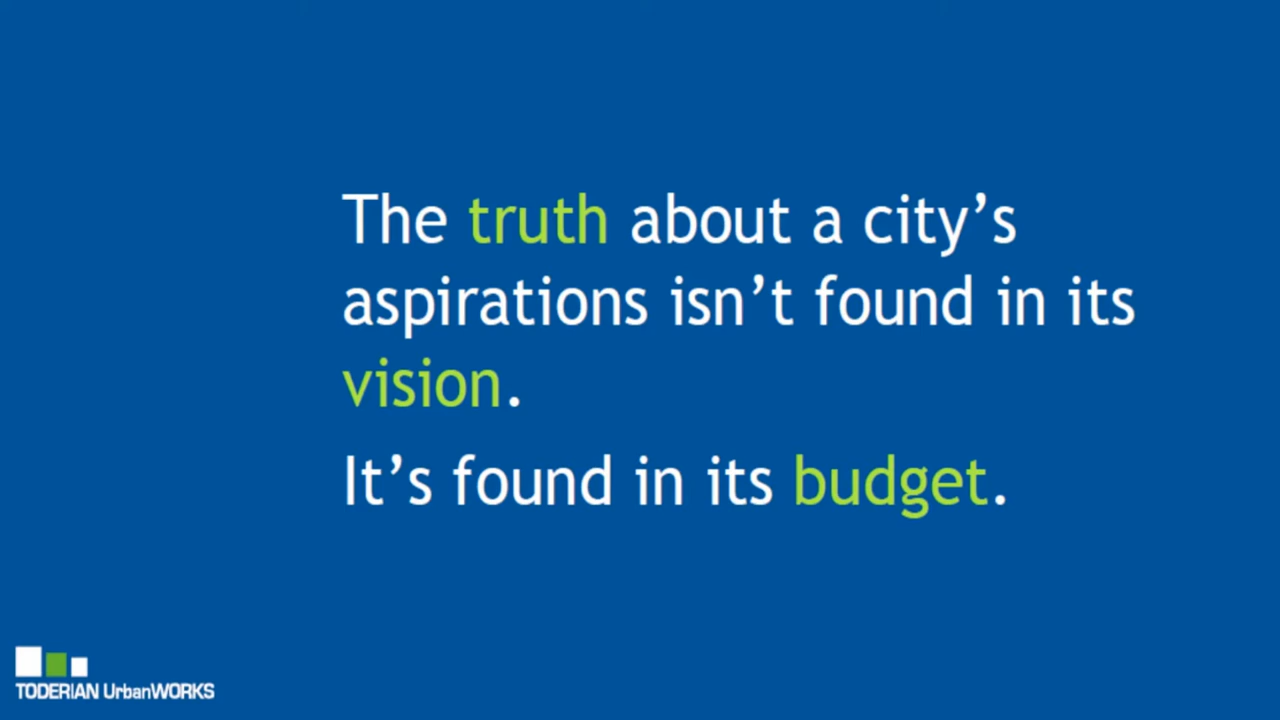 The truth about a city’s
aspirations isn’t found in its
vision.
It’s found in its budget.
TODERIAN UrbanWORKS